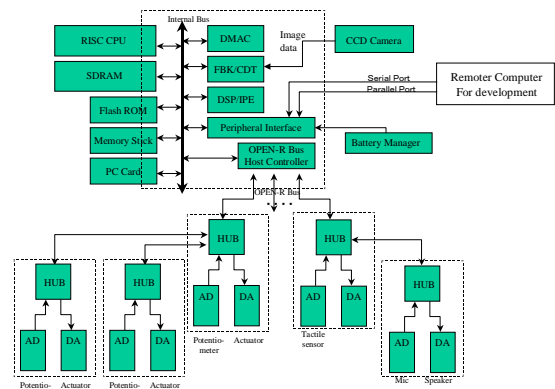 Internal Bus
RISC CPU
DMAC
Image
data
CCD Camera
SDRAM
FBK/CDT
Serial Port
Parallel Port
Remoter Computer
For development
Flash ROM
DSP/IPE
Memory Stick
Peripheral Interface
Battery Manager
PC Card
OPEN-R Bus
Host Controller
OPEN-R Bus
HUB
HUB
AD
DA
AD
DA
Potentio-
meter
Actuator
Tactile
sensor
HUB
HUB
HUB
AD
DA
AD
DA
AD
DA
Potentio-
Actuator
Potentio-
Actuator
Mic
Speaker